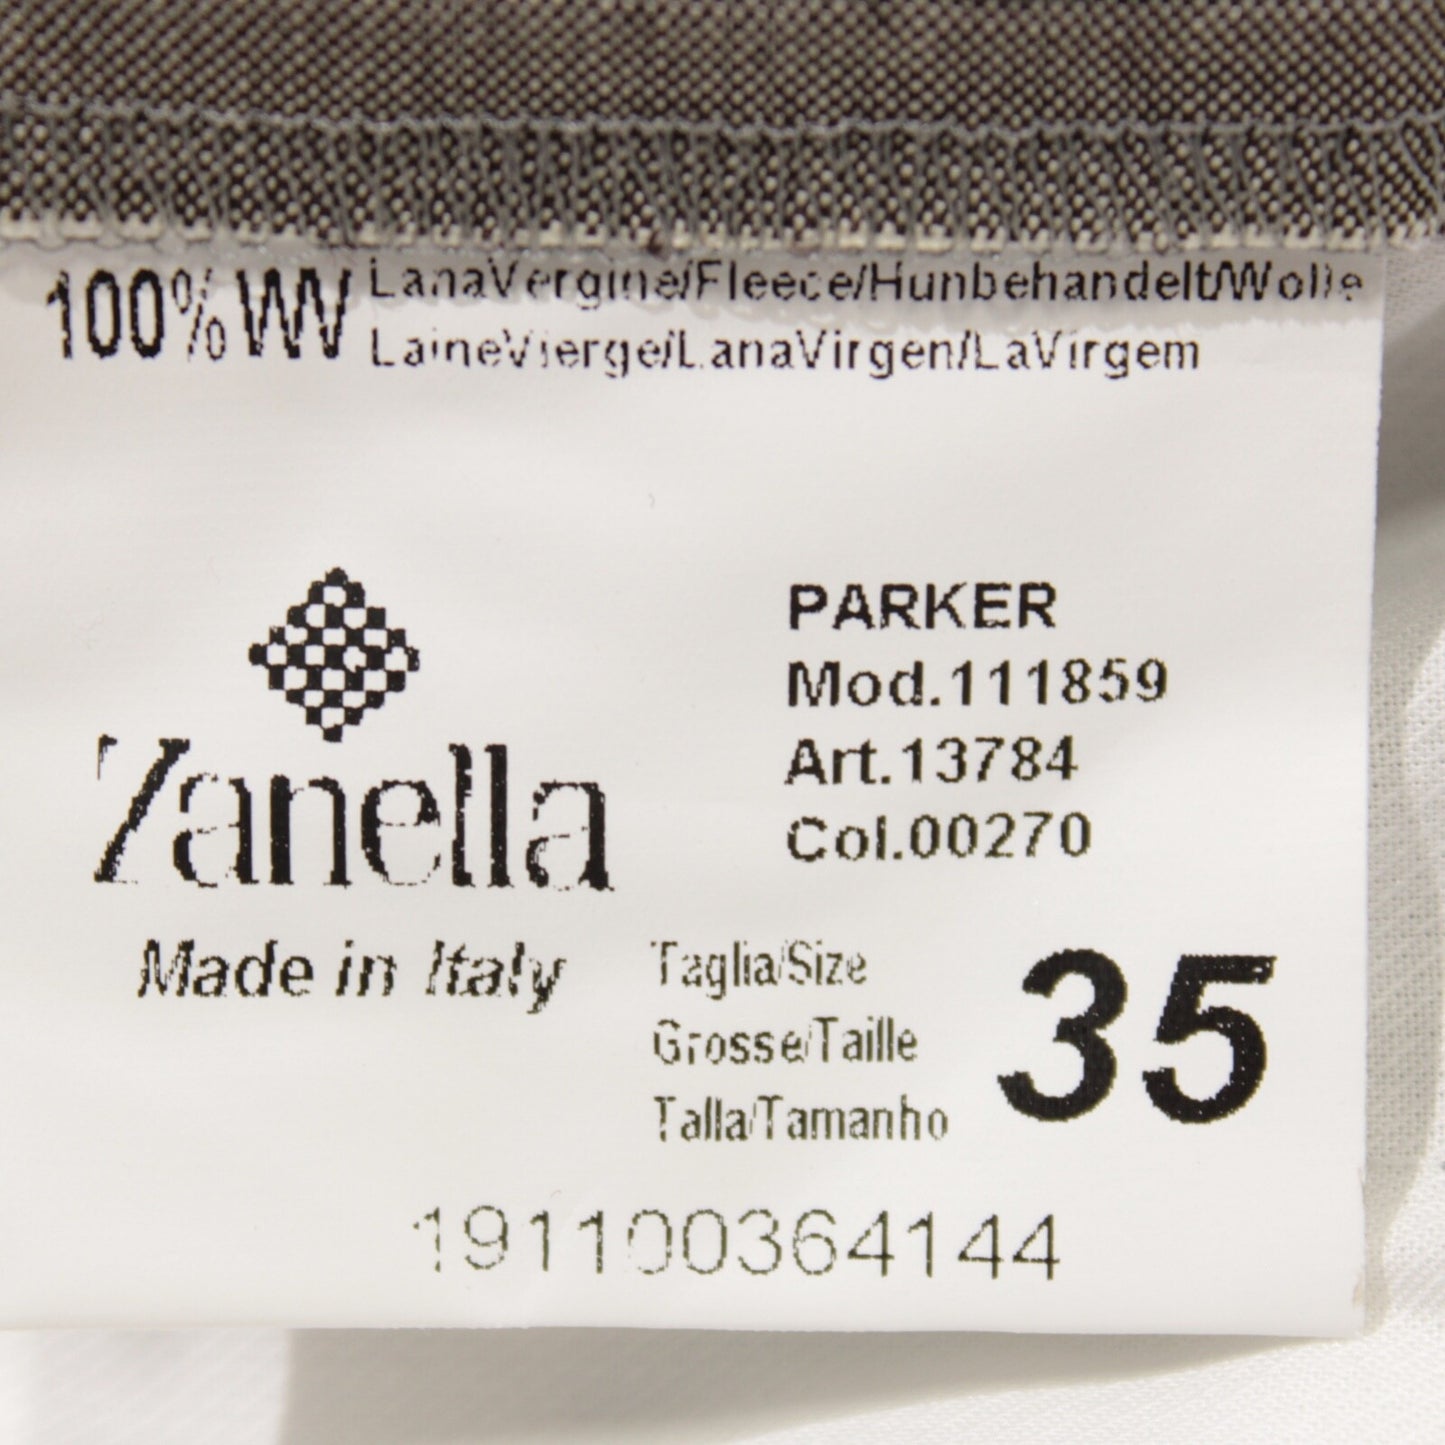 100% WV LanaVergine/Fleece/Hunbehandelt/Wolle
LaineVierge/LanaVirgen/LaVirgem
Zanella
Made in Italy
PARKER
Mod.111859
Art.13784
Col.00270
Taglia/Size
Grosse/Taille
Talla/Tamanho
35
191100364144